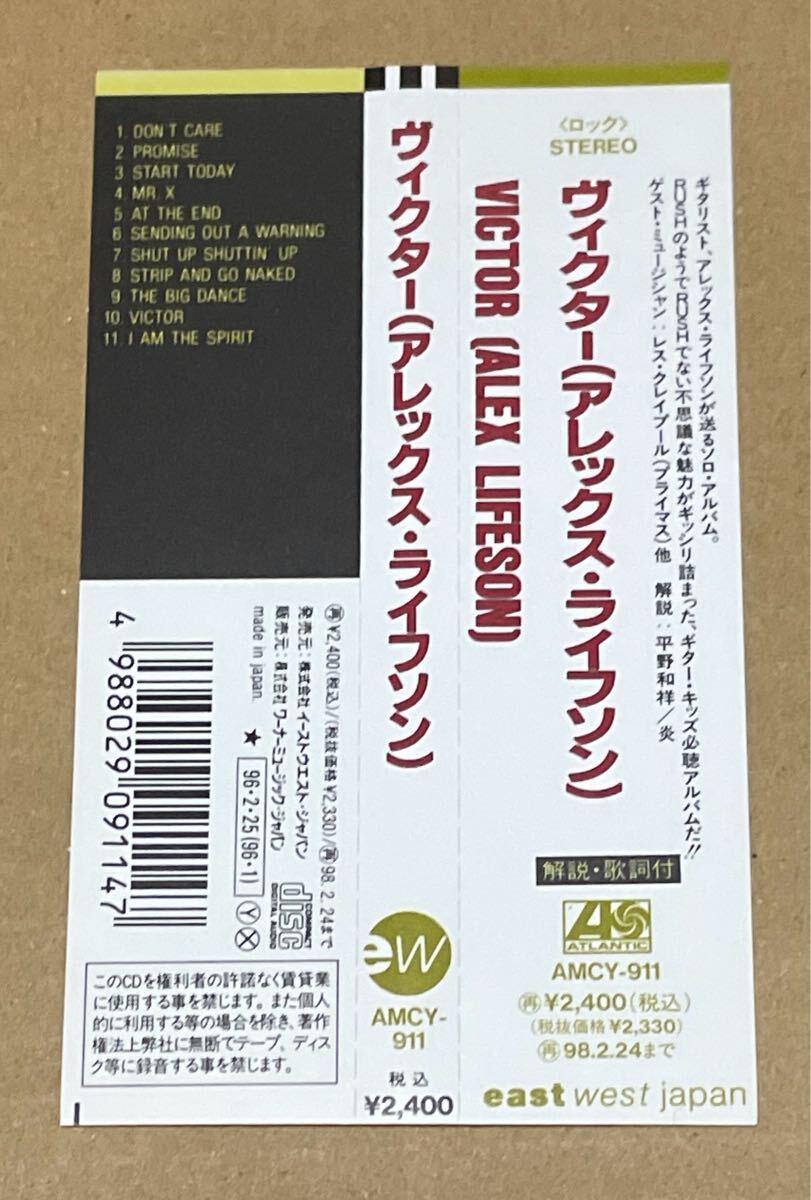 1 DON'T CARE
2 PROMISE
3 START TODAY
4 MR. X
5 AT THE END
6 SENDING OUT A WARNING
7 SHUT UP SHUTTIN' UP
8 STRIP AND GO NAKED
9 THE BIG DANCE
10 VICTOR
11 I AM THE SPIRIT
4 988029 091147
再¥2,400(税込)/(税抜価格¥2,330)/再98.2.24まで
発売元:株式会社 イーストウエスト・ジャパン
販売元:株式会社 ワーナーミュージック・ジャパン
made in japan.
★
96・2・25(96・1)
Y X
COMPACT
disc
DIGITAL AUDIO
このCDを権利者の許諾なく賃貸業
に使用する事を禁じます。また個人
的に利用する等の場合を除き、著作
権法上弊社に無断でテープ、ディス
ク等に録音する事を禁じます。
ヴィクター(アレックス・ライフソン)
ew
AMCY-
911
税込
¥2,400
〈ロック〉
STEREO
ヴィクター(アレックス・ライフソン)
VICTOR (ALEX LIFESON)
ギタリスト、アレックス・ライフソンが送るソロ・アルバム。
RUSHのようでRUSHでない不思議な魅力がギッシリ詰まった、ギター・キッズ必聴アルバムだ!!
ゲスト・ミュージシャン:レス・クレイプール(プライマス)他 解説:平野和祥/炎
解説・歌詞付
ATLANTIC
AMCY-911
再¥2,400(税込)
(税抜価格¥2,330)
再98.2.24まで
east west japan